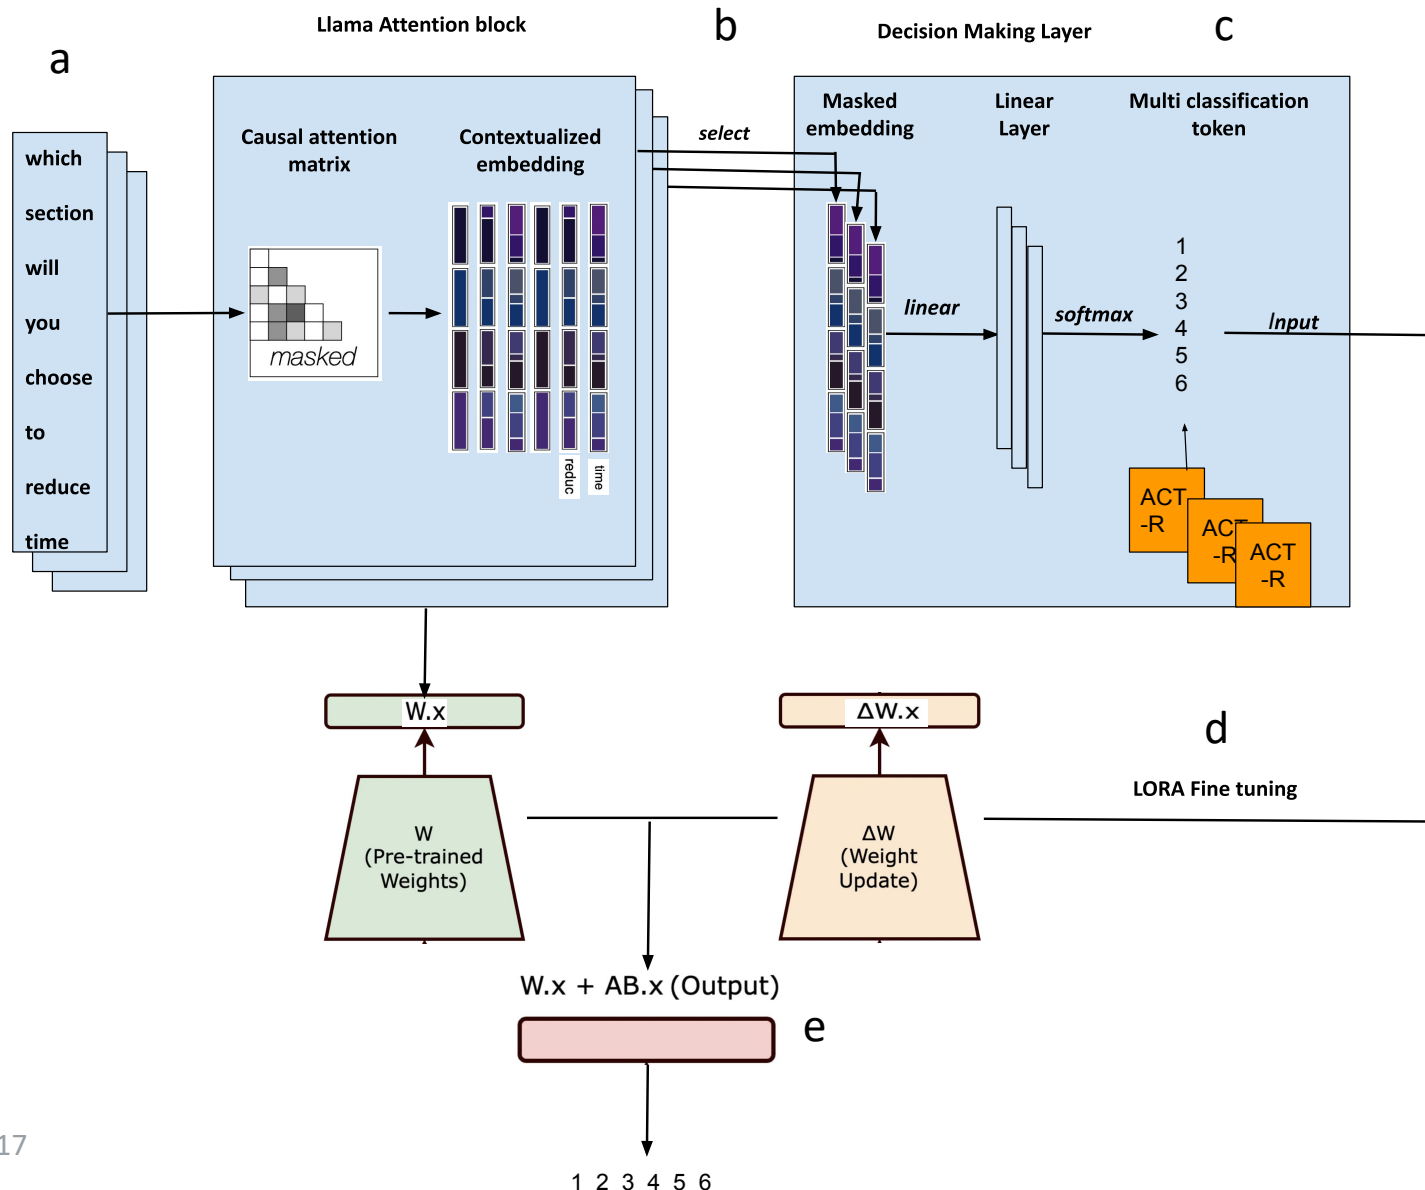 a
Llama Attention block
b
Decision Making Layer
c
which
section
will
you
choose
to
reduce
time
Causal attention
matrix
masked
Contextualized
embedding
reduc
time
select
Masked
embedding
Linear
Layer
Multi classification
token
linear
softmax
1
2
3
4
5
6
Input
ACT
-R
ACT
-R
ACT
-R
W.x
ΔW.x
d
LORA Fine tuning
W
(Pre-trained
Weights)
ΔW
(Weight
Update)
W.x + AB.x (Output)
e
17
1 2 3 4 5 6